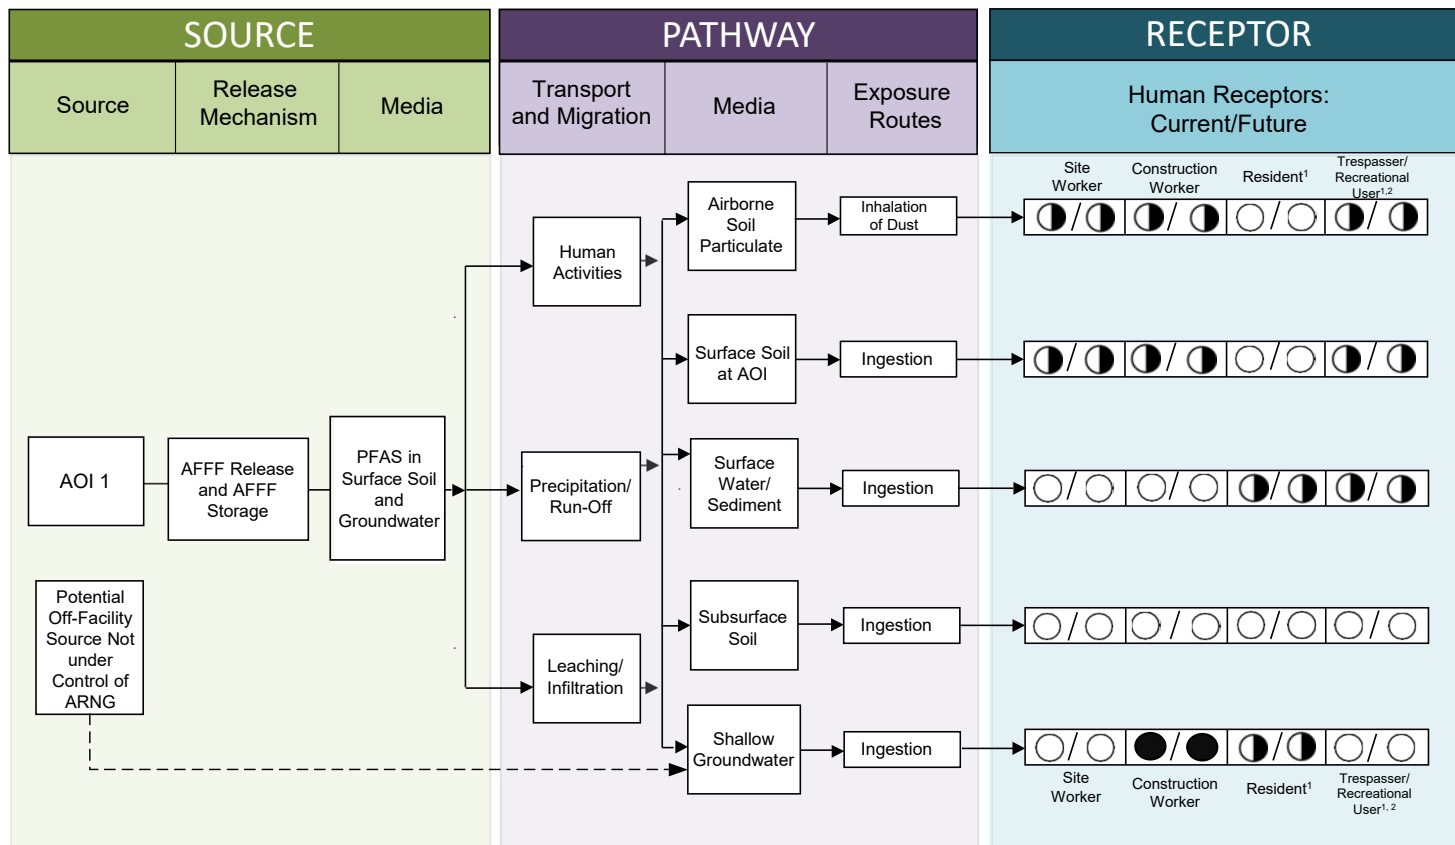 SOURCE
PATHWAY
RECEPTOR
Source
Release
Mechanism
Media
Transport
and Migration
Media
Exposure
Routes
Human Receptors:
Current/Future
Site
Worker
Construction
Worker
Resident1
Trespasser/
Recreational
User1,2
Airborne
Soil
Particulate
Inhalation
of Dust
/ / / /
Human
Activities
Surface Soil
at AOI
Ingestion
/ / / /
AOI 1
AFFF Release
and AFFF
Storage
PFAS in
Surface Soil
and
Groundwater
Precipitation/
Run-Off
Surface
Water/
Sediment
Ingestion
/ / / /
Potential
Off-Facility
Source Not
under
Control of
ARNG
Subsurface
Soil
Ingestion
/ / / /
Leaching/
Infiltration
Shallow
Groundwater
Ingestion
/ / / /
Site
Worker
Construction
Worker
Resident1
Trespasser/
Recreational
User1, 2